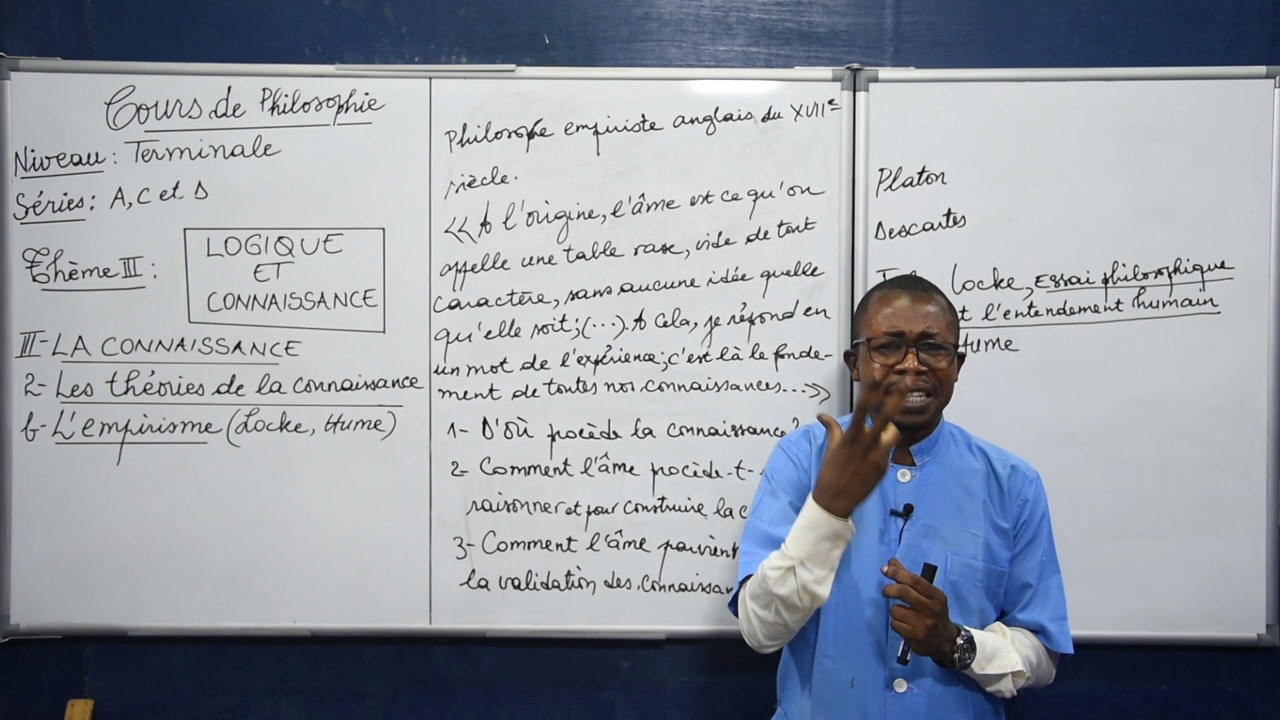 Cours de Philosophie
Niveau : Terminale
Séries : A, C et D
Thème III :
LOGIQUE
ET
CONNAISSANCE
III - LA CONNAISSANCE
2 - Les théories de la connaissance
b - L'empirisme (Locke, Hume)
Philosophe empiriste anglais du XVIIe
siècle.
<< A l'origine, l'âme est ce qu'on
appelle une table rase, vide de tout
caractère, sans aucune idée quelle
qu'elle soit ; (...). A cela, je répond en
un mot de l'expérience ; c'est là le fonde-
ment de toutes nos connaissances... >>
1 - D'où procède la connaissance ?
2 - Comment l'âme procède-t-
raisonner et pour construire la
3 - Comment l'âme
la validation des
Platon
Descartes
Locke, Essai philosophique
l'entendement humain
Hume